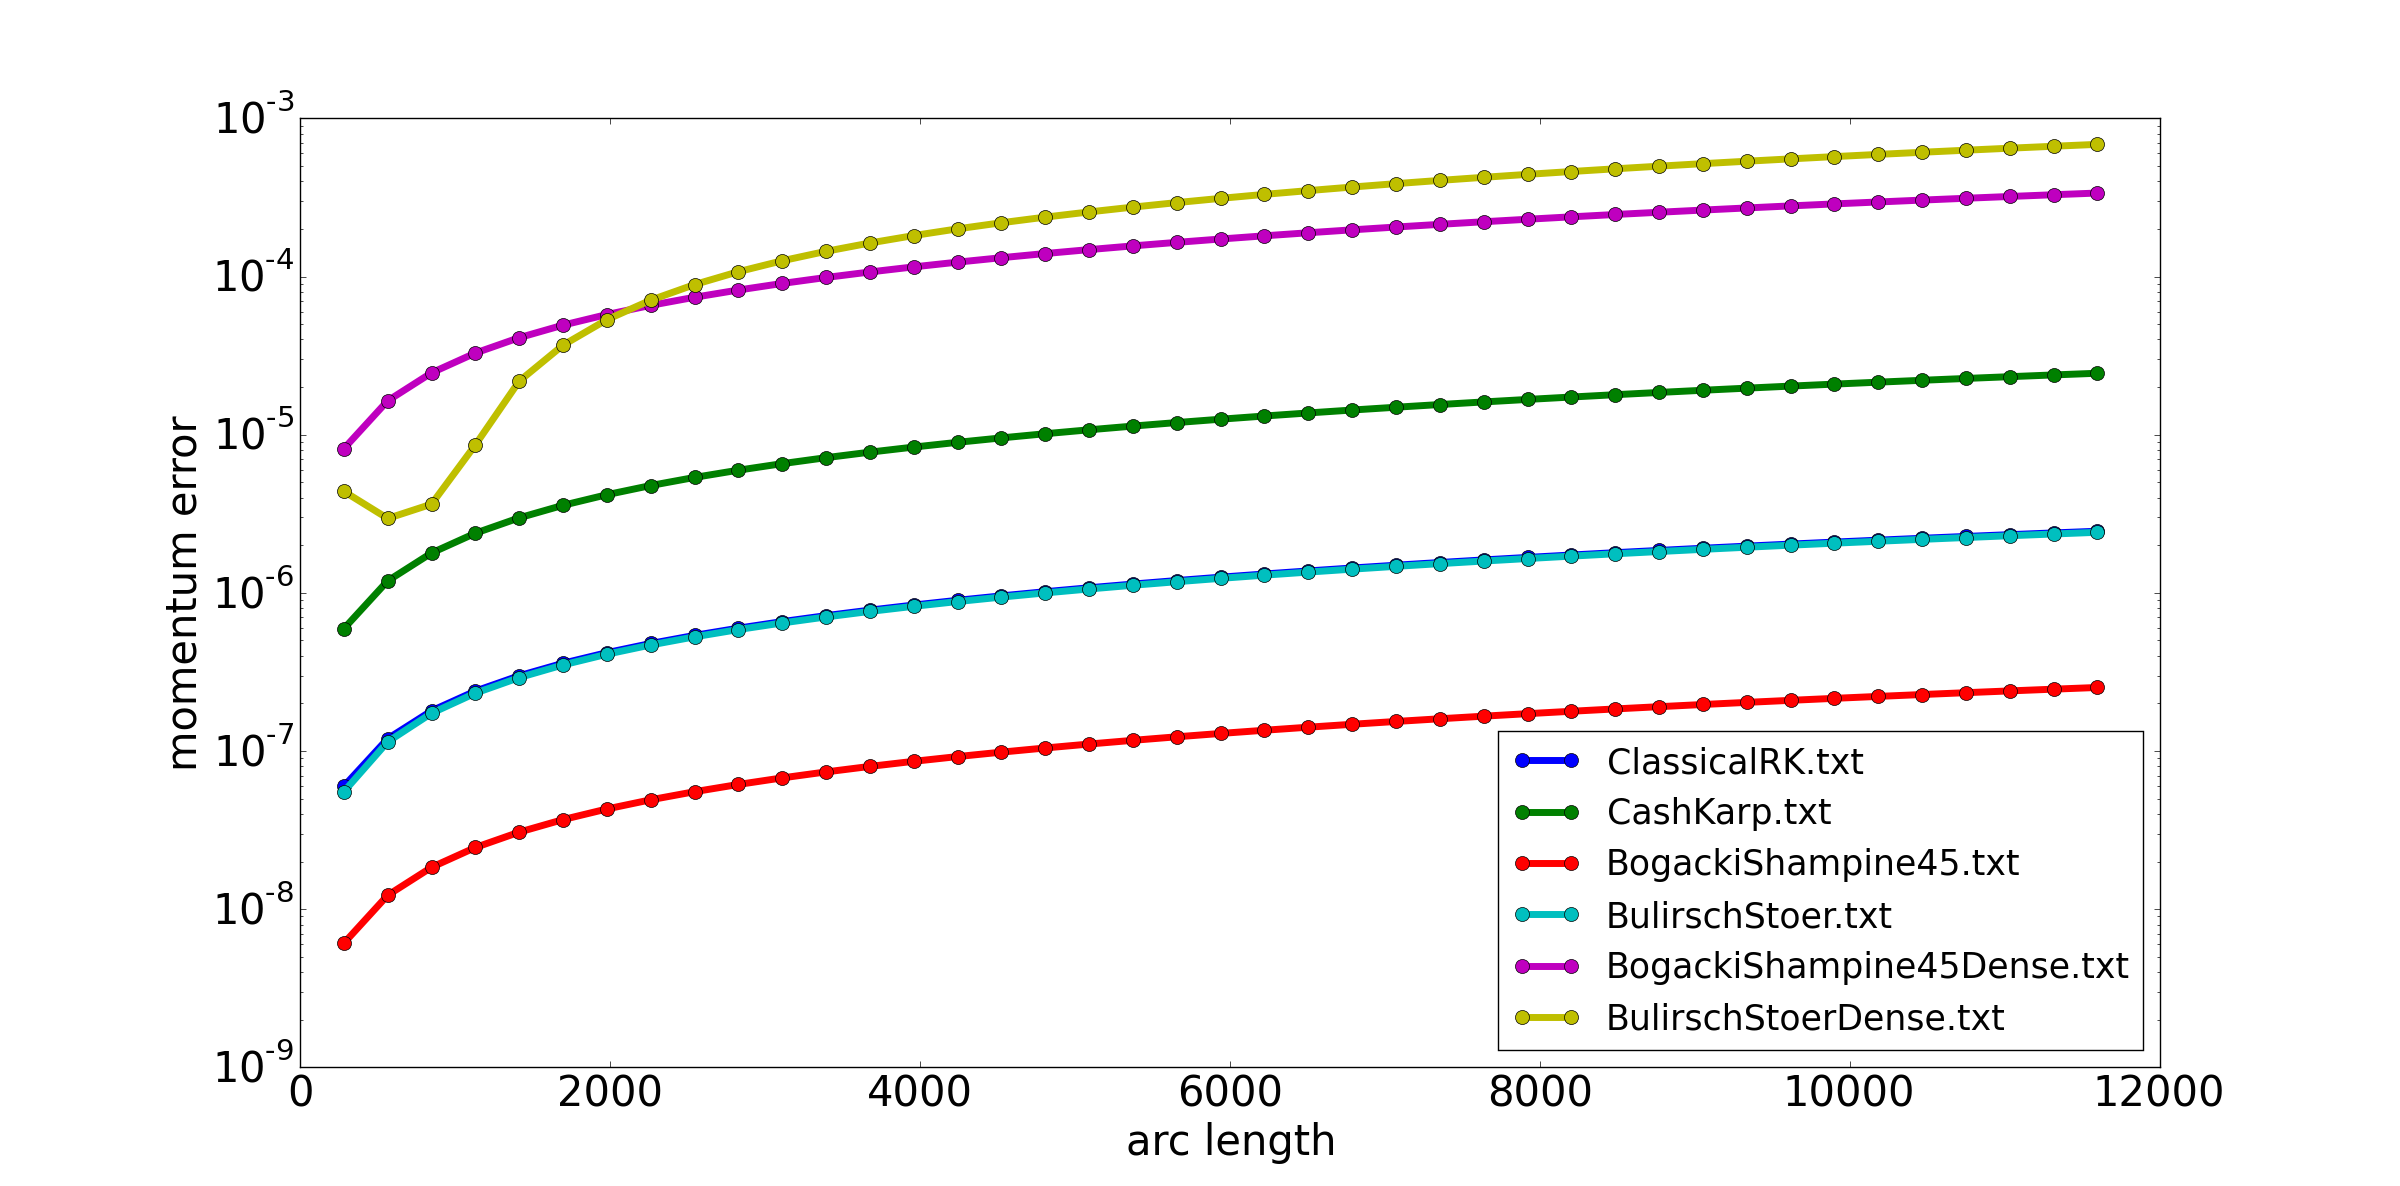 10^-3
10^-4
10^-5
10^-6
10^-7
10^-8
10^-9
momentum error
0 2000 4000 6000 8000 10000 12000
arc length
ClassicalRK.txt
CashKarp.txt
BogackiShampine45.txt
BulirschStoer.txt
BogackiShampine45Dense.txt
BulirschStoerDense.txt